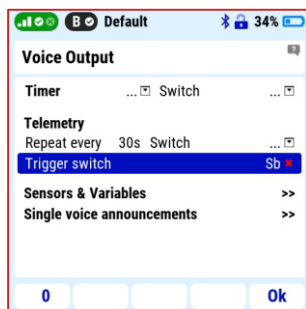 B Default 34%
Voice Output
Timer ... Switch ...
Telemetry
Repeat every 30s Switch ...
Trigger switch Sb
Sensors & Variables >>
Single voice announcements >>
0 Ok